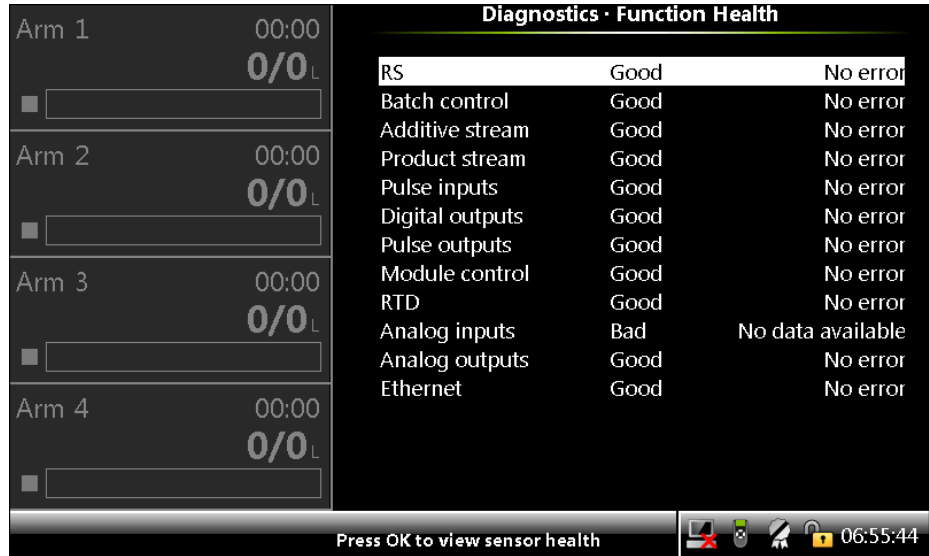 Arm 1 00:00
0/0 L
Arm 2 00:00
0/0 L
Arm 3 00:00
0/0 L
Arm 4 00:00
0/0 L
Diagnostics · Function Health
RS Good No error
Batch control Good No error
Additive stream Good No error
Product stream Good No error
Pulse inputs Good No error
Digital outputs Good No error
Pulse outputs Good No error
Module control Good No error
RTD Good No error
Analog inputs Bad No data available
Analog outputs Good No error
Ethernet Good No error
Press OK to view sensor health
06:55:44